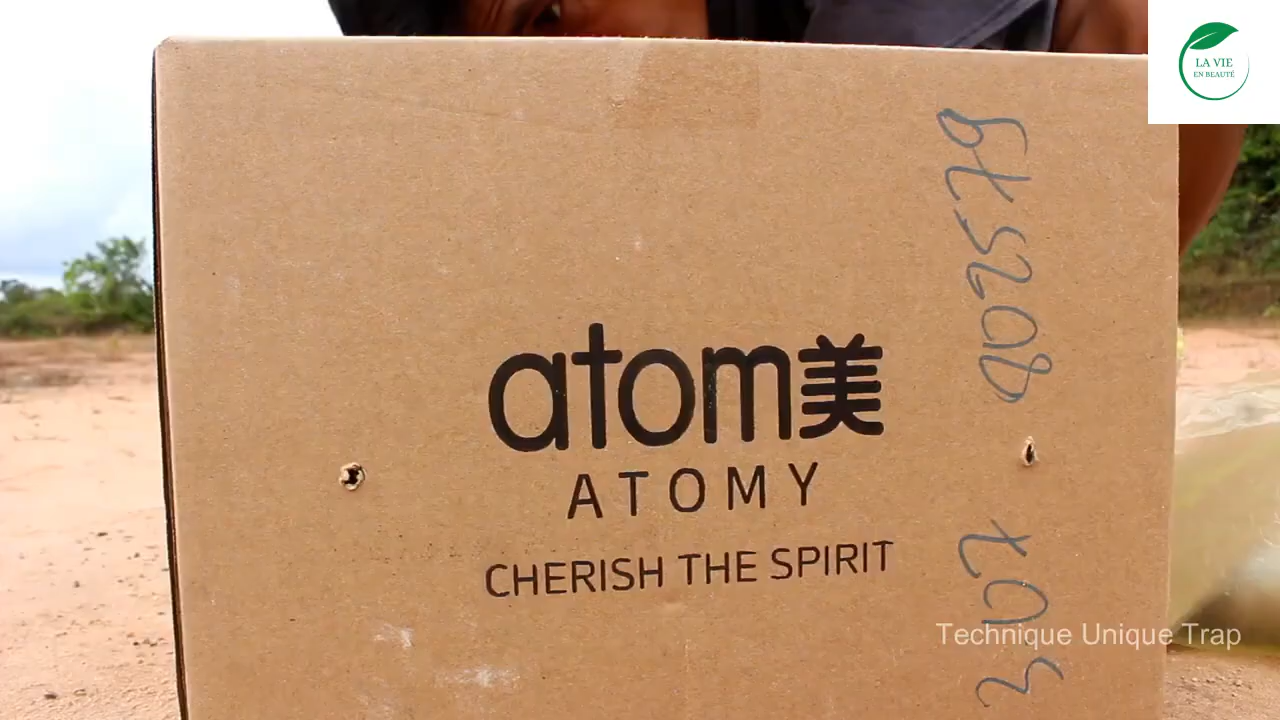 LA VIE
EN BEAUTÉ
atom美
ATOMY
CHERISH THE SPIRIT
Technique Unique Trap